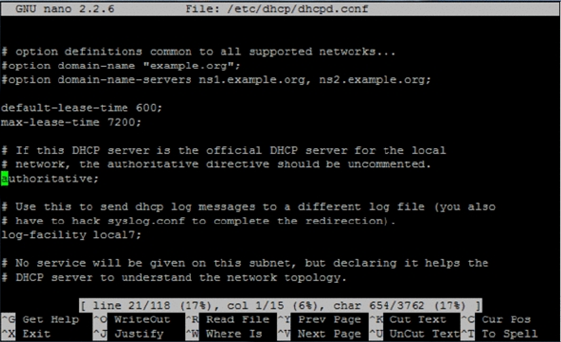 GNU nano 2.2.6 File: /etc/dhcp/dhcpd.conf
# option definitions common to all supported networks...
#option domain-name "example.org";
#option domain-name-servers ns1.example.org, ns2.example.org;
default-lease-time 600;
max-lease-time 7200;
# If this DHCP server is the official DHCP server for the local
# network, the authoritative directive should be uncommented.
authoritative;
# Use this to send dhcp log messages to a different log file (you also
# have to hack syslog.conf to complete the redirection).
log-facility local7;
# No service will be given on this subnet, but declaring it helps the
# DHCP server to understand the network topology.
[ line 21/118 (17%), col 1/15 (6%), char 654/3762 (17%) ]
^G Get Help ^O WriteOut ^R Read File ^Y Prev Page ^K Cut Text ^C Cur Pos
^X Exit ^J Justify ^W Where Is ^V Next Page ^U UnCut Text ^T To Spell